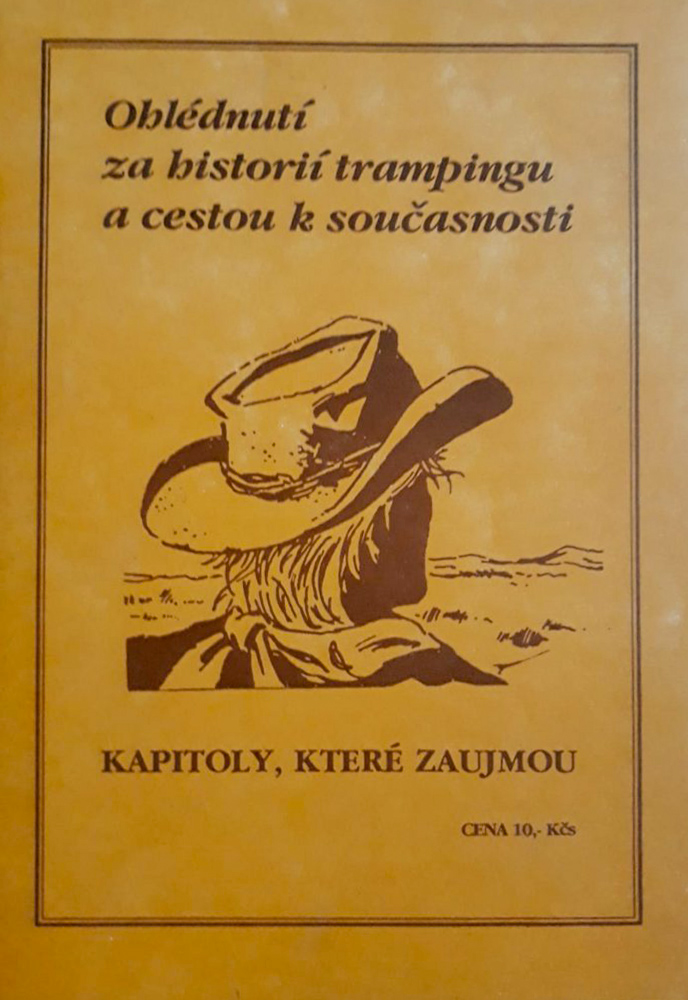 Ohlédnutí
za historií trampingu
a cestou k současnosti
KAPITOLY, KTERÉ ZAUJMOU
CENA 10,- Kčs